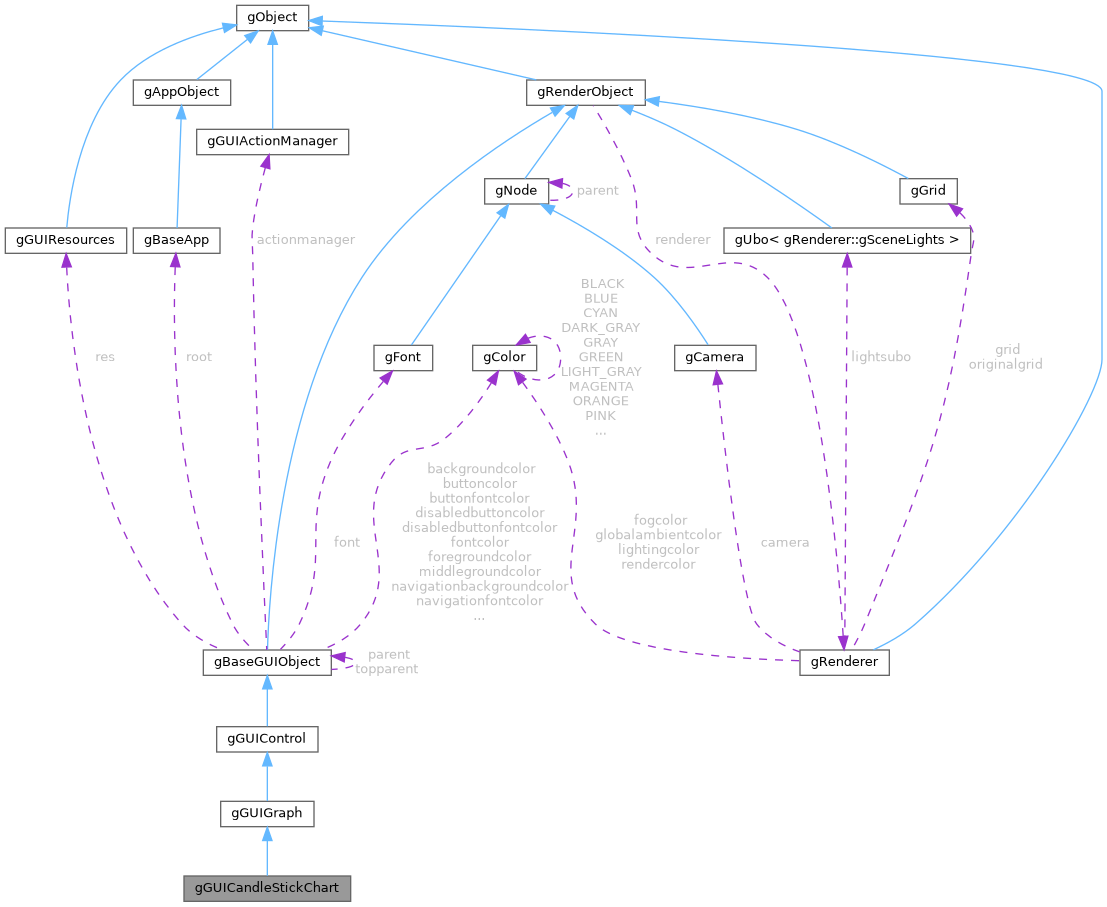 gObject
gAppObject
gRenderObject
gGUIActionManager
gNode
parent
gGrid
gGUIResources
gBaseApp
actionmanager
renderer
gUbo< gRenderer::gSceneLights >
BLACK
BLUE
CYAN
DARK_GRAY
GRAY
GREEN
LIGHT_GRAY
MAGENTA
ORANGE
PINK
...
res
root
gFont
gColor
gCamera
lightsubo
grid
originalgrid
backgroundcolor
buttoncolor
buttonfontcolor
disabledbuttoncolor
disabledbuttonfontcolor
fontcolor
foregroundcolor
middlegroundcolor
navigationbackgroundcolor
navigationfontcolor
...
font
fogcolor
globalambientcolor
lightingcolor
rendercolor
camera
gBaseGUIObject
parent
topparent
gRenderer
gGUIControl
gGUIGraph
gGUICandleStickChart